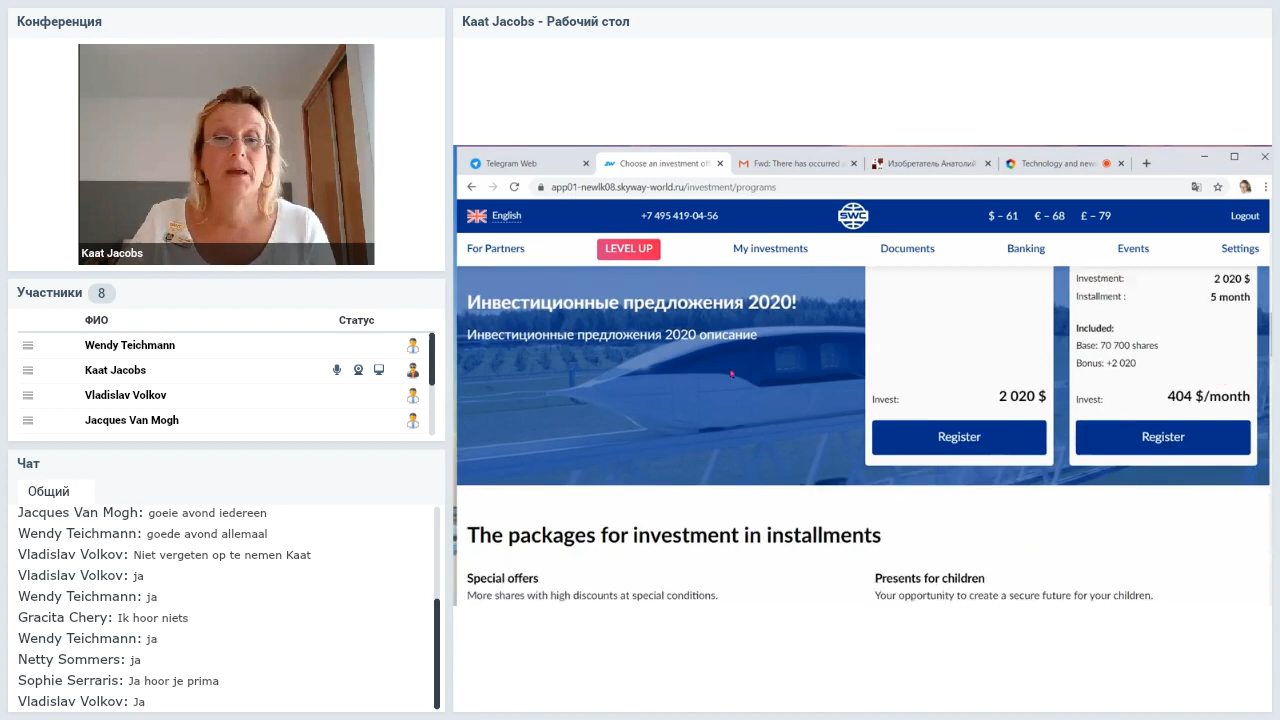 Конференция
Kaat Jacobs
Участники 8
ФИО Статус
Wendy Teichmann
Kaat Jacobs
Vladislav Volkov
Jacques Van Mogh
Чат
Общий
Jacques Van Mogh: goeie avond iedereen
Wendy Teichmann: goede avond allemaal
Vladislav Volkov: Niet vergeten op te nemen Kaat
Vladislav Volkov: ja
Wendy Teichmann: ja
Gracita Chery: Ik hoor niets
Wendy Teichmann: ja
Netty Sommers: ja
Sophie Serraris: Ja hoor je prima
Vladislav Volkov: Ja
Kaat Jacobs - Рабочий стол
Telegram Web
Choose an investment of
Fwd: There has occurred
Изобретатель Анатолий
Technology and new
app01-newlk08.skyway-world.ru/investment/programs
English +7 495 419-04-56 SWC $ – 61 € – 68 £ – 79 Logout
For Partners LEVEL UP My investments Documents Banking Events Settings
Инвестиционные предложения 2020!
Инвестиционные предложения 2020 описание
Invest: 2 020 $
Register
Investment: 2 020 $
Installment : 5 month
Included:
Base: 70 700 shares
Bonus: +2 020
Invest: 404 $/month
Register
The packages for investment in installments
Special offers
More shares with high discounts at special conditions.
Presents for children
Your opportunity to create a secure future for your children.